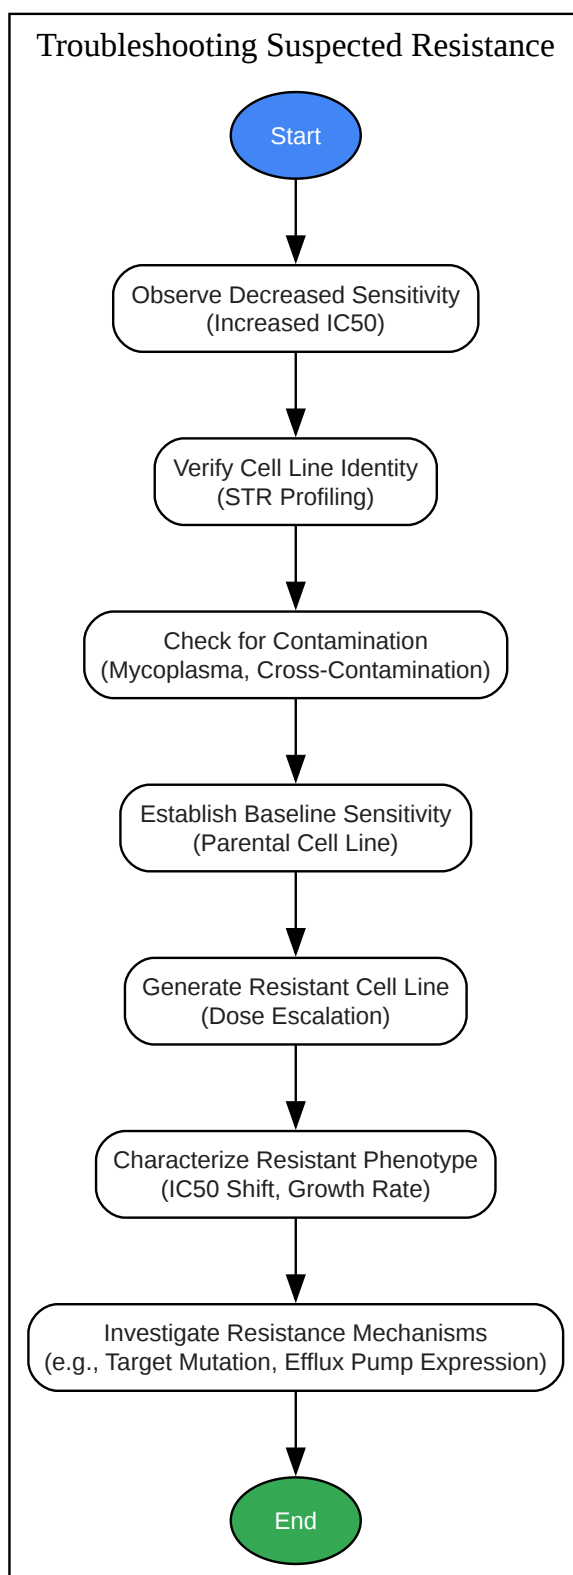 Troubleshooting Suspected Resistance
Start
Observe Decreased Sensitivity
(Increased IC50)
Verify Cell Line Identity
(STR Profiling)
Check for Contamination
(Mycoplasma, Cross-Contamination)
Establish Baseline Sensitivity
(Parental Cell Line)
Generate Resistant Cell Line
(Dose Escalation)
Characterize Resistant Phenotype
(IC50 Shift, Growth Rate)
Investigate Resistance Mechanisms
(e.g., Target Mutation, Efflux Pump Expression)
End